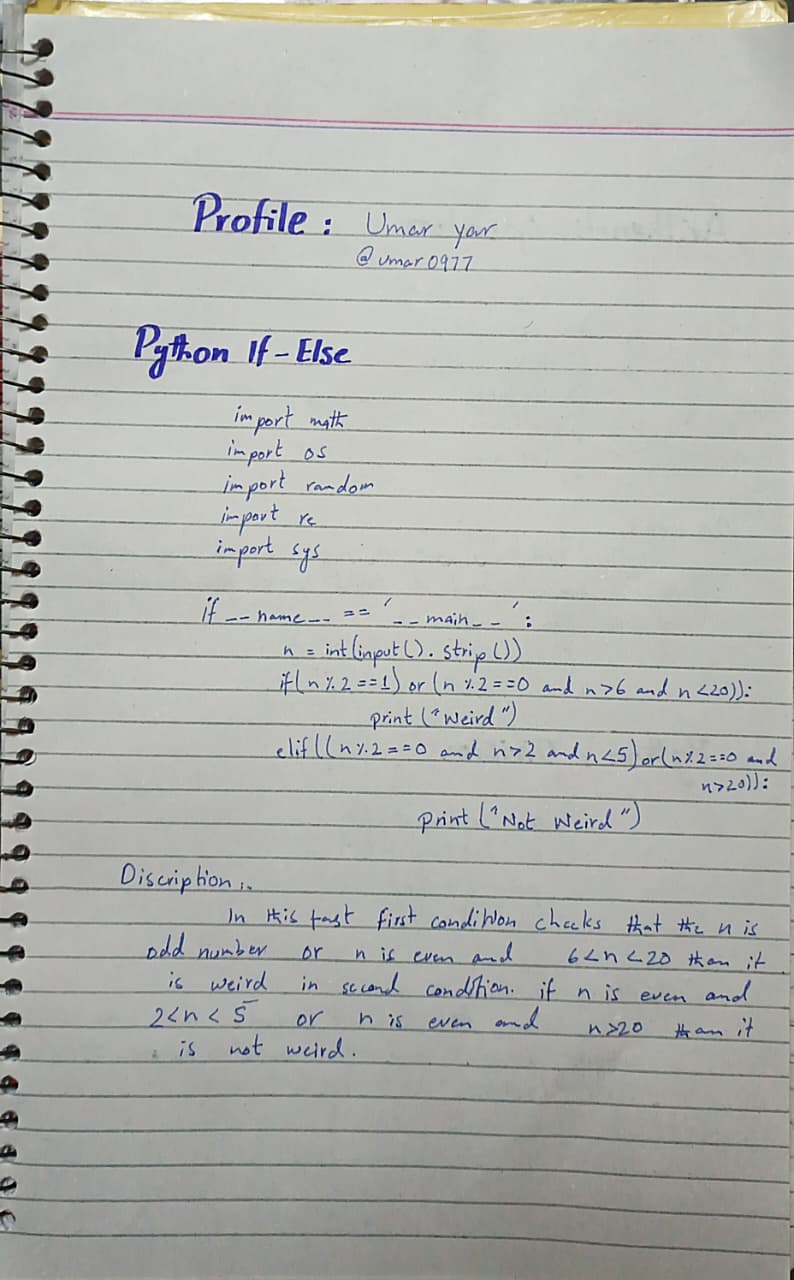 Profile : Umar yar
@umar0977
Python If-Else
import math
import os
import random
import re
import sys
if __name__ == '__main__' :
n = int(input().strip())
if(n%2==1) or (n%2==0 and n>6 and n<20)):
print("Weird")
elif((n%2==0 and n>2 and n<5) or(n%2==0 and
n>20)):
print("Not Weird")
Discription :.
In this first condition checks that the n is
odd number or n is even and 6<n<20 than it
is weird in second condition. if n is even and
2<n<5 or n is even and n>20 than it
is not weird.